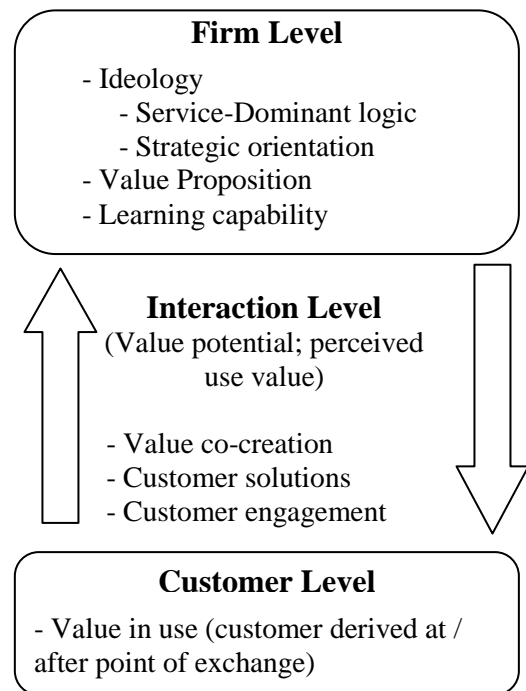 Firm Level
- Ideology
- Service-Dominant logic
- Strategic orientation
- Value Proposition
- Learning capability
Interaction Level
(Value potential; perceived
use value)
- Value co-creation
- Customer solutions
- Customer engagement
Customer Level
- Value in use (customer derived at /
after point of exchange)